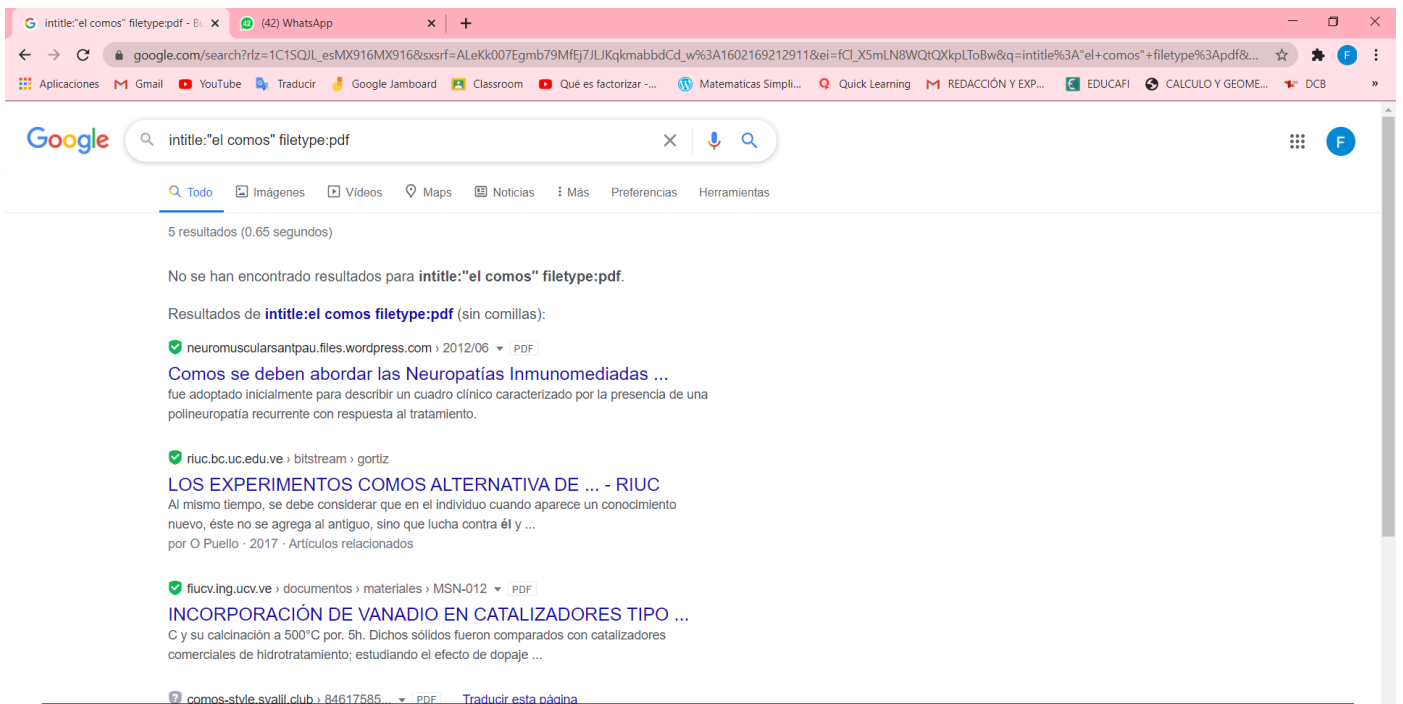 intitle:"el comos" filetype:pdf - Bu
(42) WhatsApp
google.com/search?rlz=1C1SQJL_esMX916MX916&sxsrf=ALeKk007Egmb79MfEj7JLJKqkmabbdCd_w%3A1602169212911&ei=fCl_X5mLN8WQtQXkpLToBw&q=intitle%3A"el+comos"+filetype%3Apdf&...
F
Aplicaciones Gmail YouTube Traducir Google Jamboard Classroom Qué es factorizar -... Matematicas Simpli... Quick Learning REDACCIÓN Y EXP... EDUCAFI CALCULO Y GEOME... DCB »
Google intitle:"el comos" filetype:pdf F
Todo Imágenes Vídeos Maps Noticias Más Preferencias Herramientas
5 resultados (0.65 segundos)
No se han encontrado resultados para intitle:"el comos" filetype:pdf.
Resultados de intitle:el comos filetype:pdf (sin comillas):
neuromuscularsantpau.files.wordpress.com › 2012/06 PDF
Comos se deben abordar las Neuropatías Inmunomediadas ...
fue adoptado inicialmente para describir un cuadro clínico caracterizado por la presencia de una
polineuropatía recurrente con respuesta al tratamiento.
riuc.bc.uc.edu.ve › bitstream › gortiz
LOS EXPERIMENTOS COMOS ALTERNATIVA DE ... - RIUC
Al mismo tiempo, se debe considerar que en el individuo cuando aparece un conocimiento
nuevo, éste no se agrega al antiguo, sino que lucha contra él y ...
por O Puello · 2017 · Artículos relacionados
fiucv.ing.ucv.ve › documentos › materiales › MSN-012 PDF
INCORPORACIÓN DE VANADIO EN CATALIZADORES TIPO ...
C y su calcinación a 500°C por. 5h. Dichos sólidos fueron comparados con catalizadores
comerciales de hidrotratamiento; estudiando el efecto de dopaje ...
comos-style.svalil.club › 84617585... PDF Traducir esta página